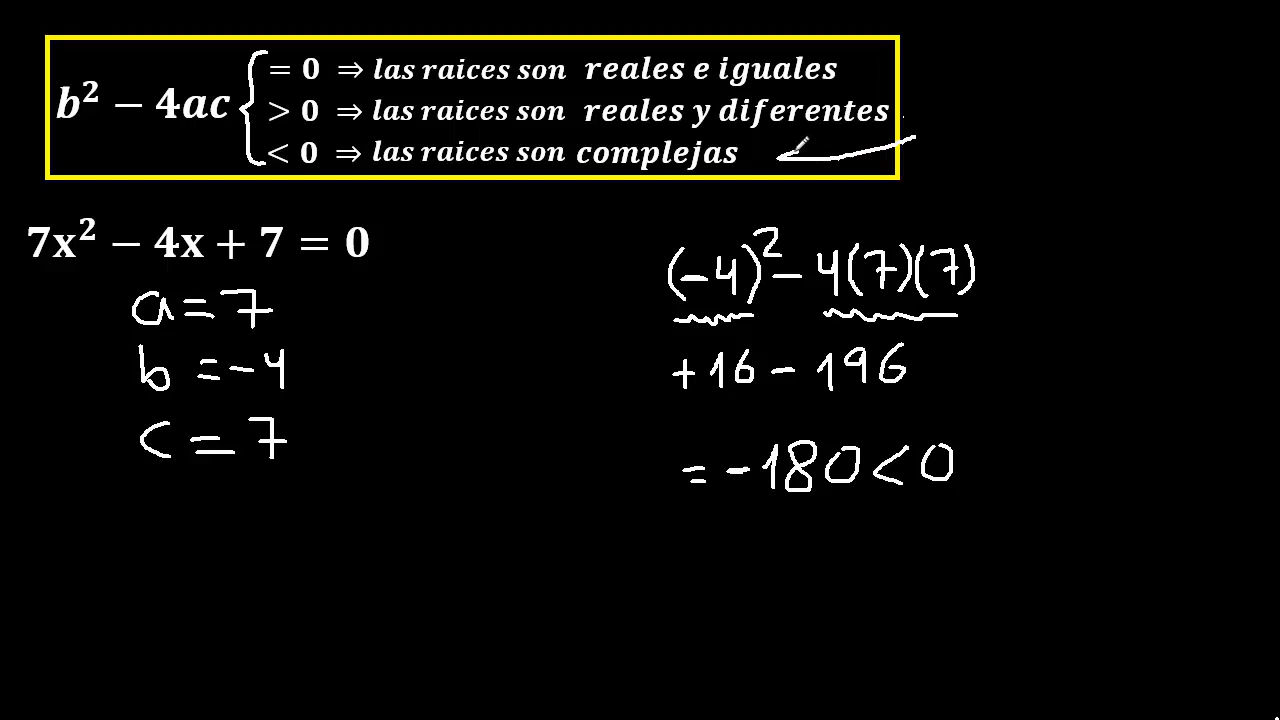 b² − 4ac { = 0 ⇒ las raices son reales e iguales
> 0 ⇒ las raices son reales y diferentes
< 0 ⇒ las raices son complejas
7x² − 4x + 7 = 0
a = 7
b = -4
c = 7
(-4)² - 4(7)(7)
+16 - 196
= -180 < 0